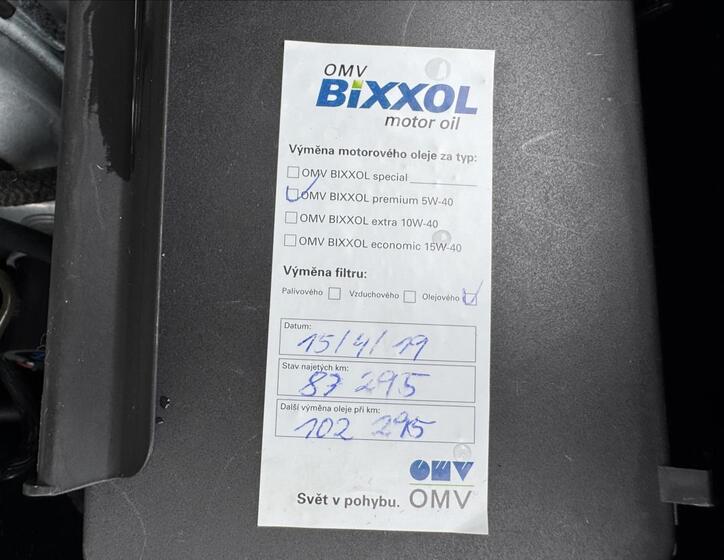 OMV
BiXXOL
motor oil
Výměna motorového oleje za typ:
OMV BIXXOL special
OMV BIXXOL premium 5W-40
OMV BIXXOL extra 10W-40
OMV BIXXOL economic 15W-40
Výměna filtru:
Palivového Vzduchového Olejového
Datum:
15/4/19
Stav najetých km:
87 295
Další výměna oleje při km:
102 295
OMV
Svět v pohybu. OMV